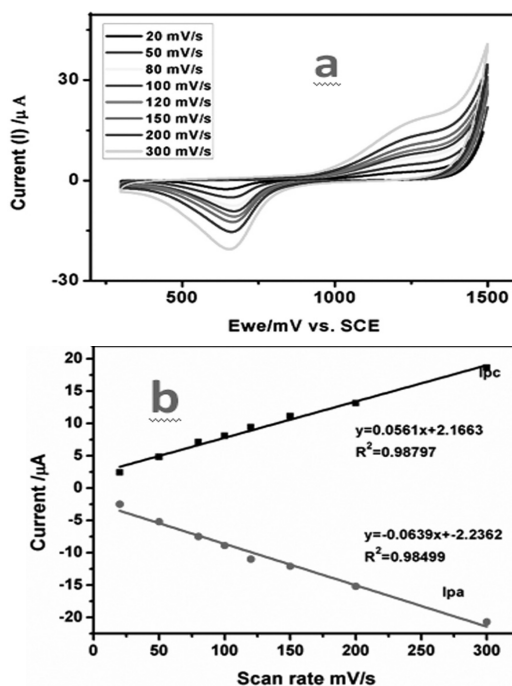 20 mV/s
50 mV/s
80 mV/s
100 mV/s
120 mV/s
150 mV/s
200 mV/s
300 mV/s
a
Current (I) /μ A
30
0
-30
500
1000
1500
Ewe/mV vs. SCE
b
Current /μA
20
15
10
5
0
-5
-10
-15
-20
Ipc
y=0.0561x+2.1663
R²=0.98797
y=-0.0639x+-2.2362
R²=0.98499
Ipa
0
50
100
150
200
250
300
Scan rate mV/s